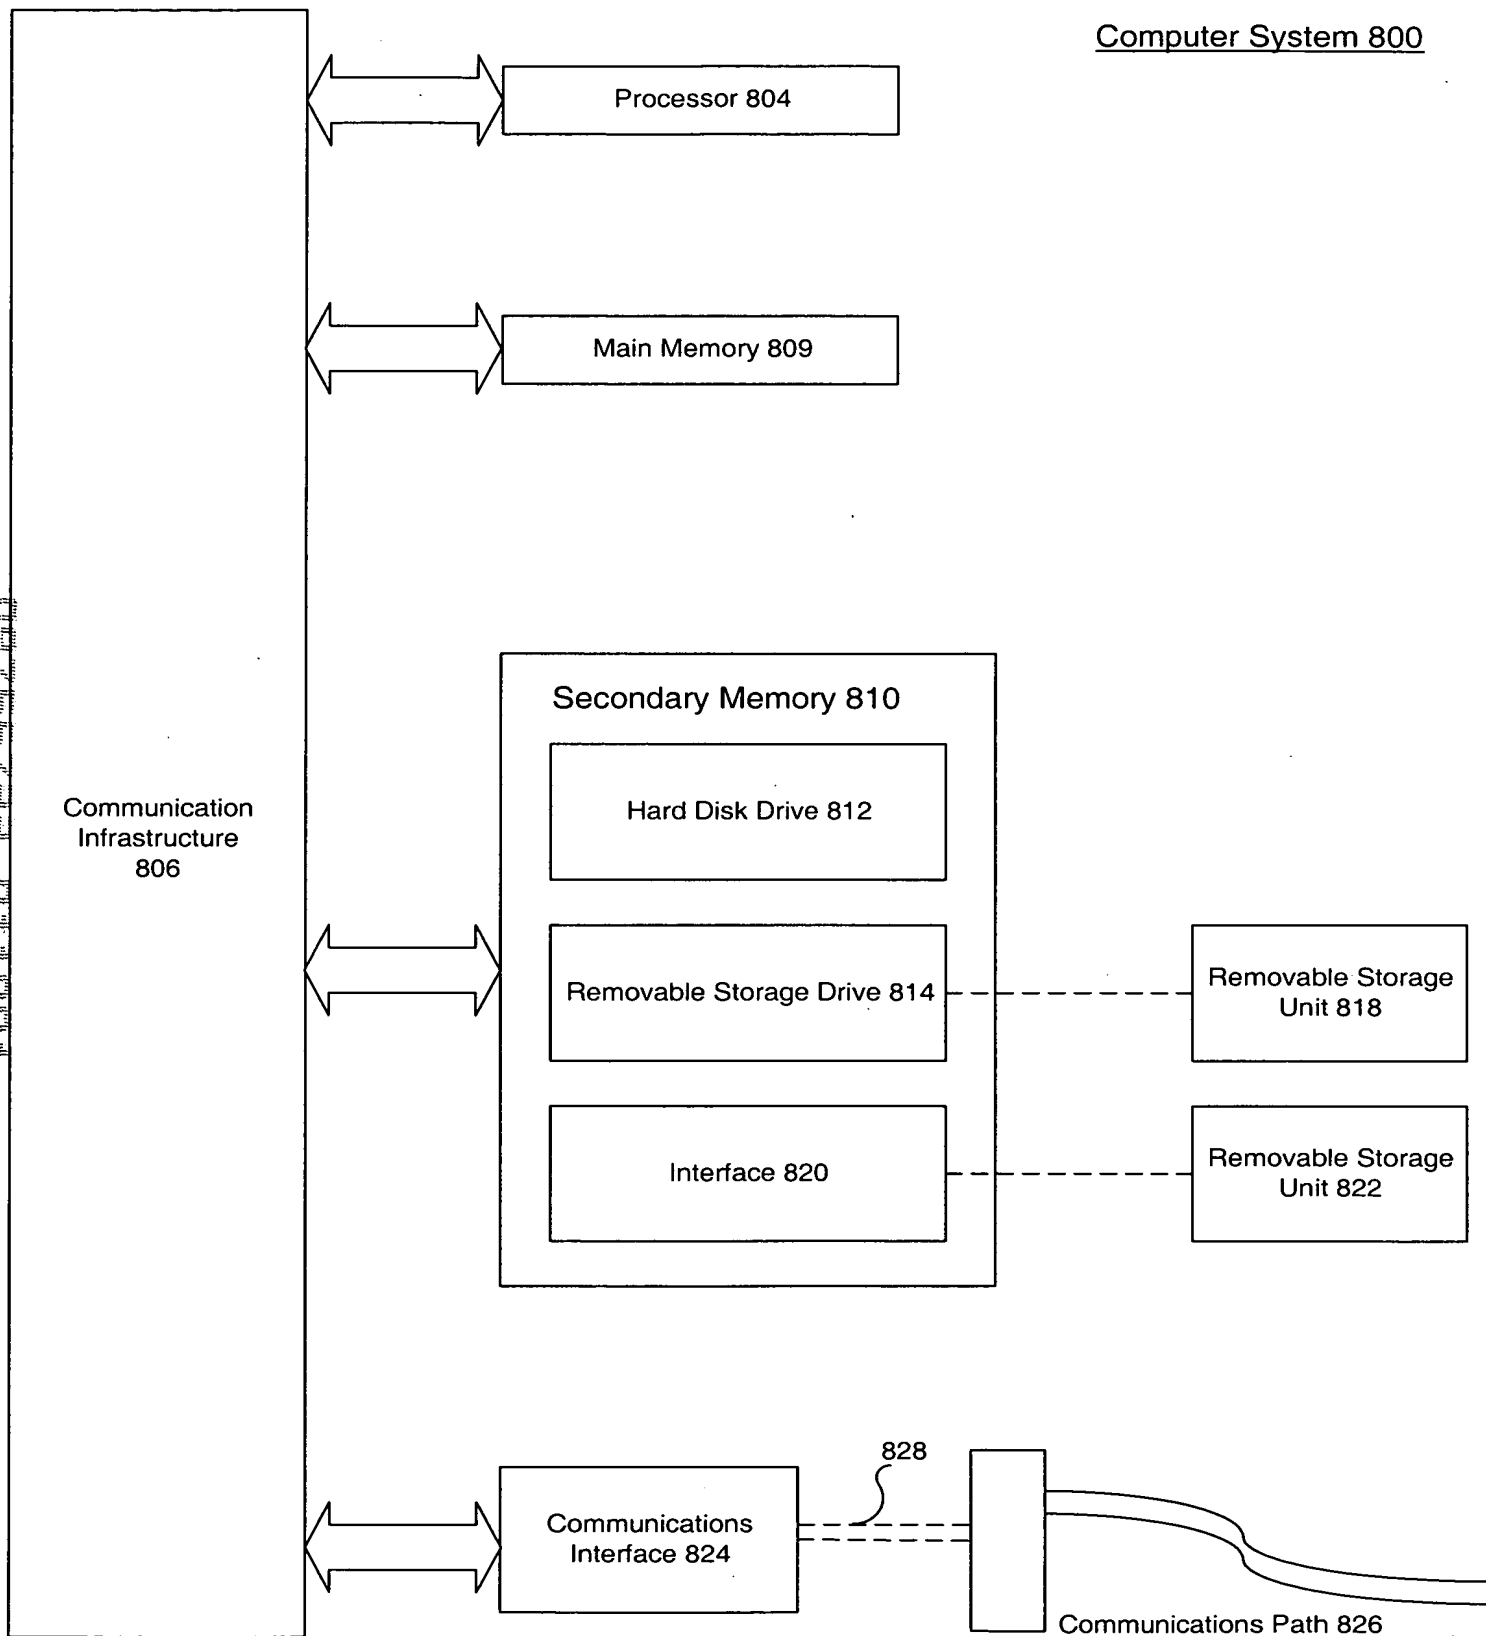 Computer System 800
Processor 804
Main Memory 809
Secondary Memory 810
Hard Disk Drive 812
Communication
Infrastructure
806
Removable Storage Drive 814
Removable Storage
Unit 818
Interface 820
Removable Storage
Unit 822
828
Communications
Interface 824
Communications Path 826